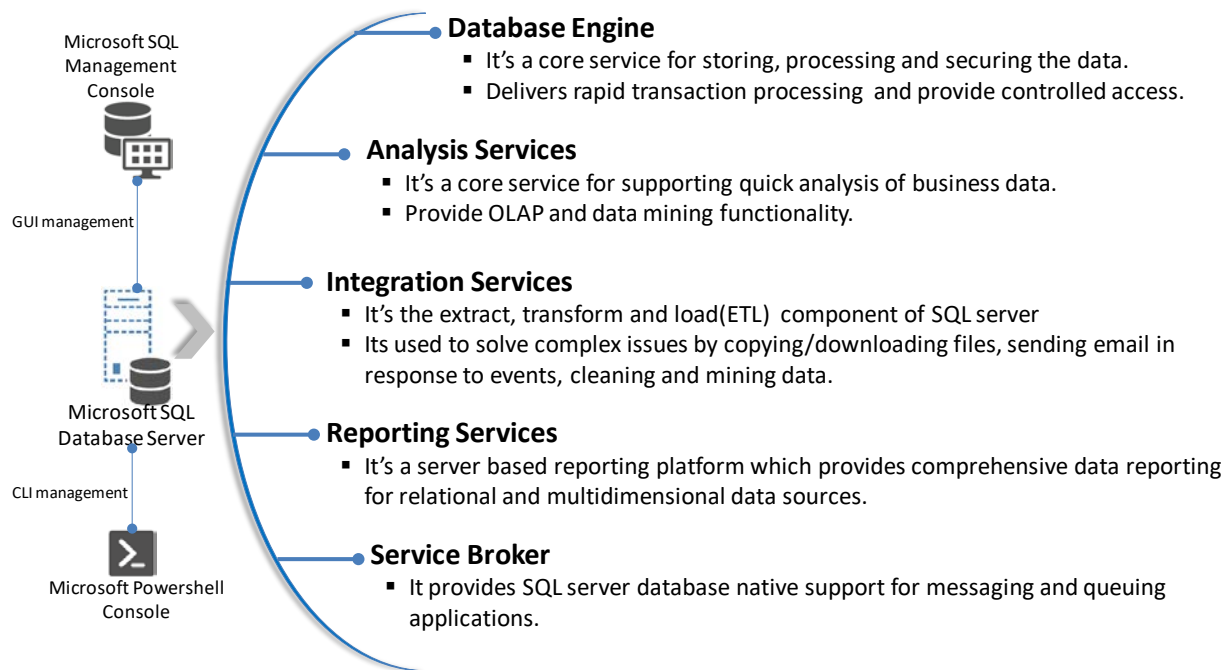 Microsoft SQL
Management
Console
GUI management
Microsoft SQL
Database Server
CLI management
Microsoft Powershell
Console
Database Engine
▪ It’s a core service for storing, processing and securing the data.
▪ Delivers rapid transaction processing and provide controlled access.
Analysis Services
▪ It’s a core service for supporting quick analysis of business data.
▪ Provide OLAP and data mining functionality.
Integration Services
▪ It’s the extract, transform and load(ETL) component of SQL server
▪ Its used to solve complex issues by copying/downloading files, sending email in
response to events, cleaning and mining data.
Reporting Services
▪ It’s a server based reporting platform which provides comprehensive data reporting
for relational and multidimensional data sources.
Service Broker
▪ It provides SQL server database native support for messaging and queuing
applications.